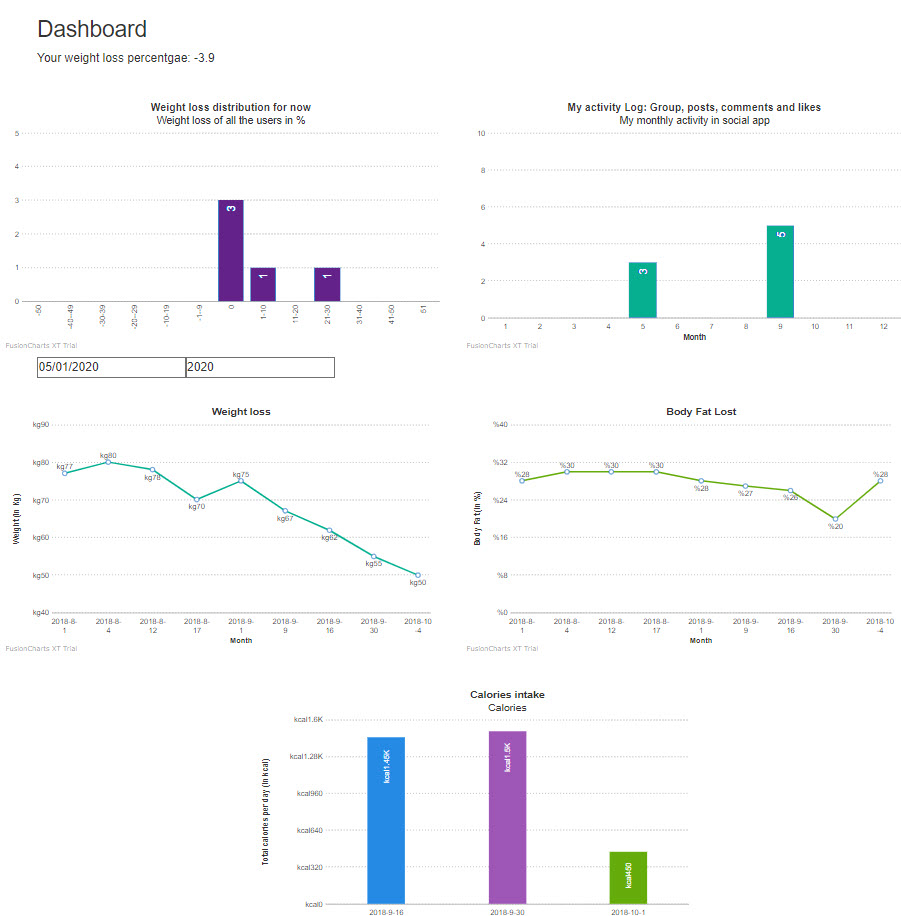 Dashboard
Your weight loss percentgae: -3.9
Weight loss distribution for now
Weight loss of all the users in %
5
4
3
2
1
0
3
1
1
-50
-40--49
-30-39
-20--29
-10-19
-1--9
0
1-10
11-20
21-30
31-40
41-50
51
FusionCharts XT Trial
My activity Log: Group, posts, comments and likes
My monthly activity in social app
10
8
6
4
2
0
3
5
1
2
3
4
5
6
7
8
9
10
11
12
Month
FusionCharts XT Trial
05/01/2020
2020
Weight loss
Weight (In Kg)
kg90
kg80
kg70
kg60
kg50
kg40
kg77
kg80
kg78
kg70
kg75
kg67
kg62
kg55
kg50
2018-8-
1
2018-8-
4
2018-8-
12
2018-8-
17
2018-9-
1
2018-9-
9
2018-9-
16
2018-9-
30
2018-10
-4
Month
FusionCharts XT Trial
Body Fat Lost
Body Fat(In %)
%40
%32
%24
%16
%8
%0
%28
%30
%30
%30
%28
%27
%26
%20
%28
2018-8-
1
2018-8-
4
2018-8-
12
2018-8-
17
2018-9-
1
2018-9-
9
2018-9-
16
2018-9-
30
2018-10
-4
Month
FusionCharts XT Trial
Calories intake
Calories
Total calories per day (In kcal)
kcal1.6K
kcal1.28K
kcal960
kcal640
kcal320
kcal0
kcal1.45K
kcal1.5K
kcal450
2018-9-16
2018-9-30
2018-10-1